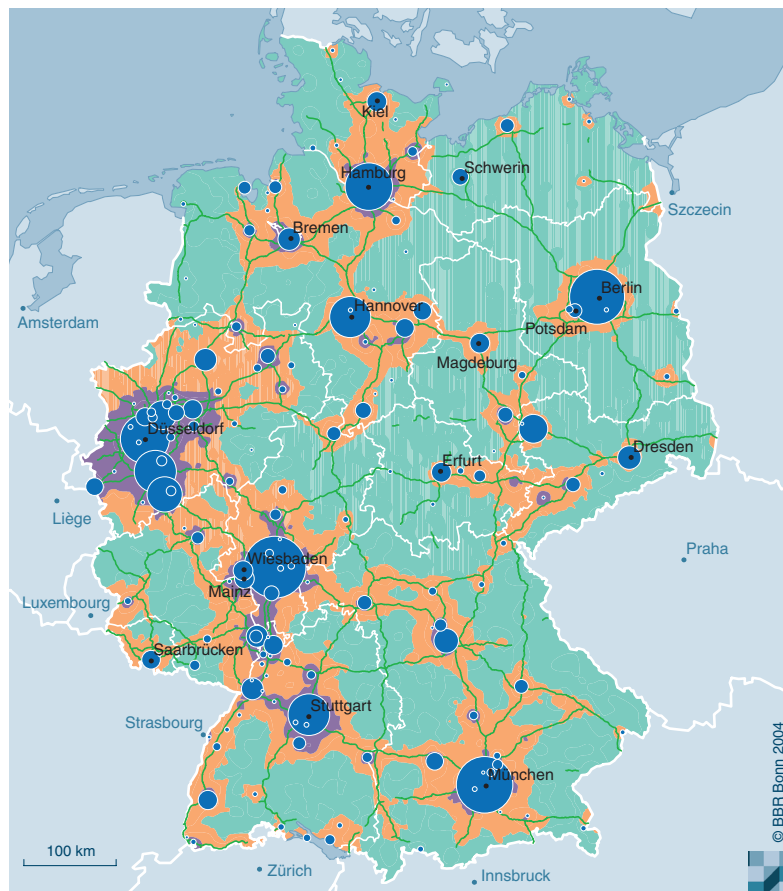 Kiel
Hamburg
Schwerin
Szczecin
Bremen
Berlin
Amsterdam
Hannover
Potsdam
Magdeburg
Düsseldorf
Dresden
Erfurt
Liège
Praha
Wiesbaden
Mainz
Luxembourg
Saarbrücken
Stuttgart
Strasbourg
München
100 km
Zürich
Innsbruck
© BBR Bonn 2004